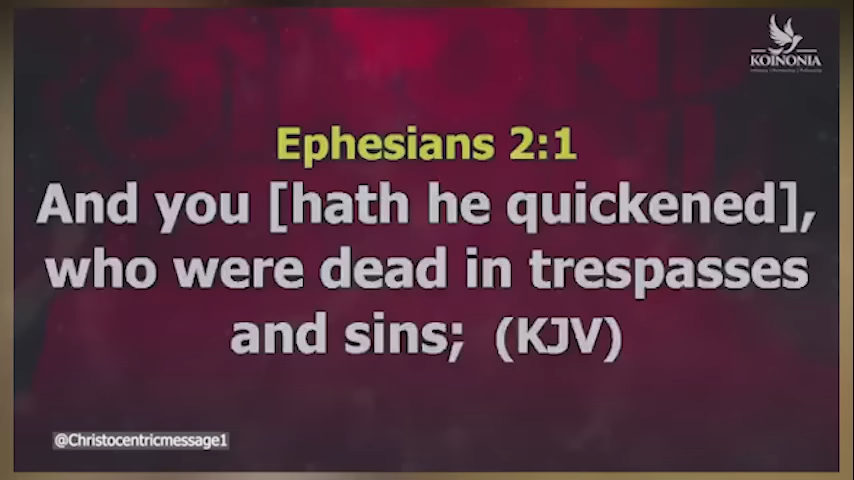 KOINONIA
Ephesians 2:1
And you [hath he quickened],
who were dead in trespasses
and sins; (KJV)
@Christocentricmessage1